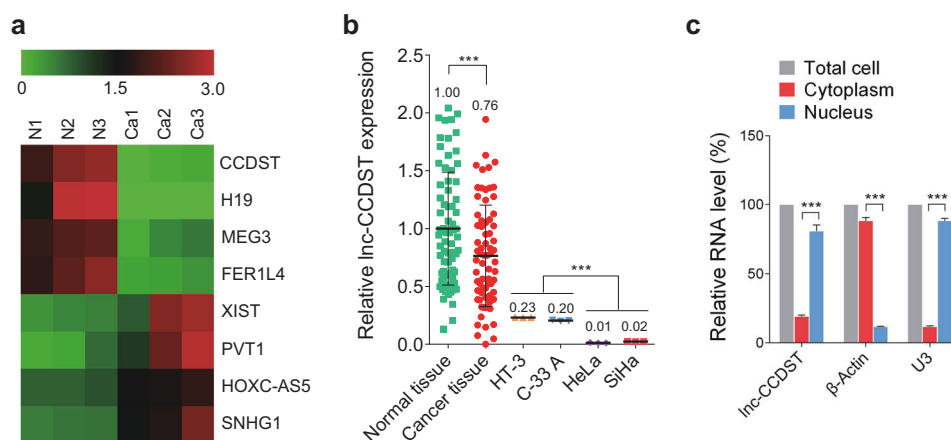 a
0 1.5 3.0
N1 N2 N3 Ca1 Ca2 Ca3
CCDST
H19
MEG3
FER1L4
XIST
PVT1
HOXC-AS5
SNHG1
b
Relative lnc-CCDST expression
2.5
2.0
1.5
1.0
0.5
0.0
***
1.00
0.76
***
0.23
0.20
0.01
0.02
Normal tissue
Cancer tissue
HT-3
C-33 A
HeLa
SiHa
c
Total cell
Cytoplasm
Nucleus
Relative RNA level (%)
150
100
50
0
*** *** ***
lnc-CCDST
β-Actin
U3